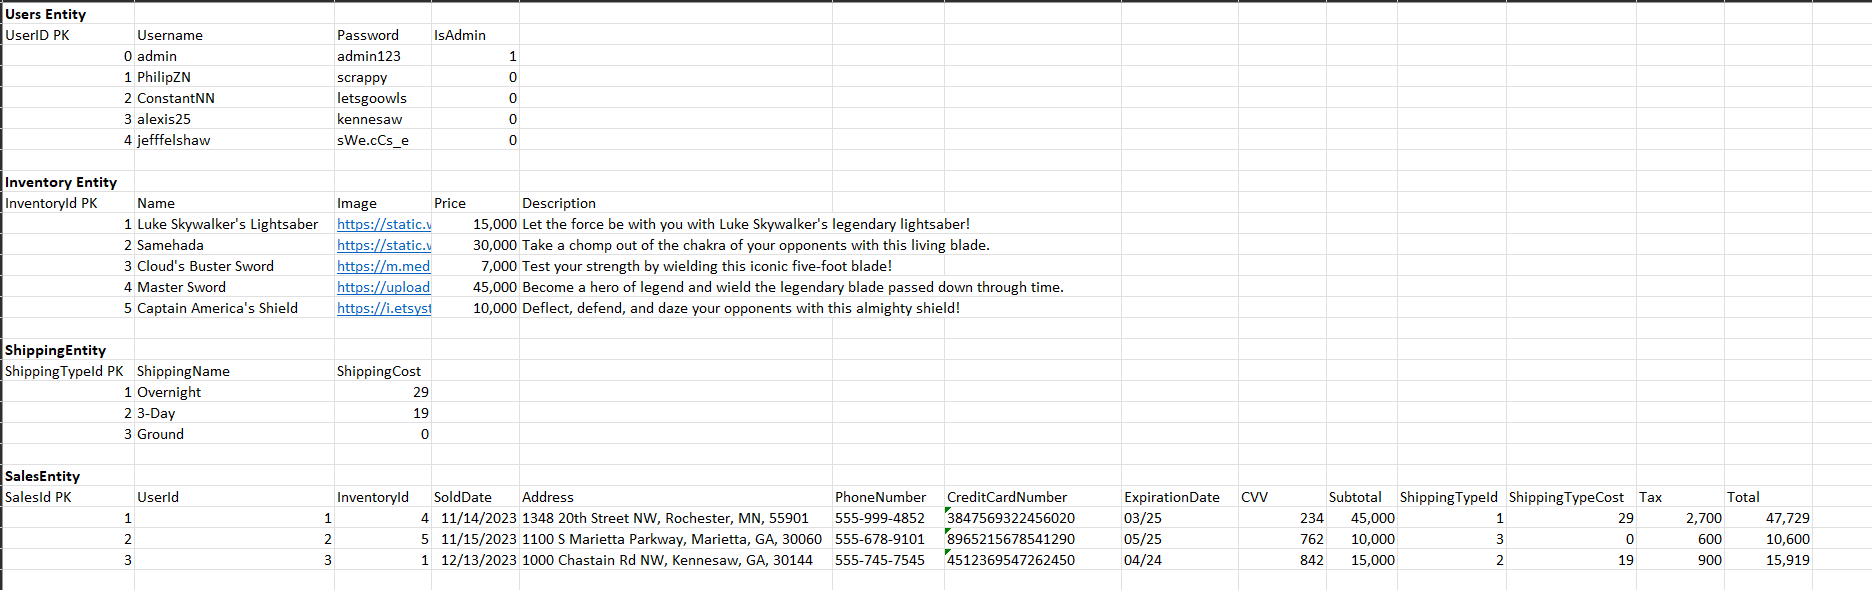 Users Entity
UserID PK Username Password IsAdmin
0 admin admin123 1
1 PhilipZN scrappy 0
2 ConstantNN letsgoowls 0
3 alexis25 kennesaw 0
4 jefffelshaw sWe.cCs_e 0
Inventory Entity
InventoryId PK Name Image Price Description
1 Luke Skywalker's Lightsaber https://static.v 15,000 Let the force be with you with Luke Skywalker's legendary lightsaber!
2 Samehada https://static.v 30,000 Take a chomp out of the chakra of your opponents with this living blade.
3 Cloud's Buster Sword https://m.med 7,000 Test your strength by wielding this iconic five-foot blade!
4 Master Sword https://upload 45,000 Become a hero of legend and wield the legendary blade passed down through time.
5 Captain America's Shield https://i.etsyst 10,000 Deflect, defend, and daze your opponents with this almighty shield!
ShippingEntity
ShippingTypeId PK ShippingName ShippingCost
1 Overnight 29
2 3-Day 19
3 Ground 0
SalesEntity
SalesId PK UserId InventoryId SoldDate Address PhoneNumber CreditCardNumber ExpirationDate CVV Subtotal ShippingTypeId ShippingTypeCost Tax Total
1 1 4 11/14/2023 1348 20th Street NW, Rochester, MN, 55901 555-999-4852 3847569322456020 03/25 234 45,000 1 29 2,700 47,729
2 2 5 11/15/2023 1100 S Marietta Parkway, Marietta, GA, 30060 555-678-9101 8965215678541290 05/25 762 10,000 3 0 600 10,600
3 3 1 12/13/2023 1000 Chastain Rd NW, Kennesaw, GA, 30144 555-745-7545 4512369547262450 04/24 842 15,000 2 19 900 15,919